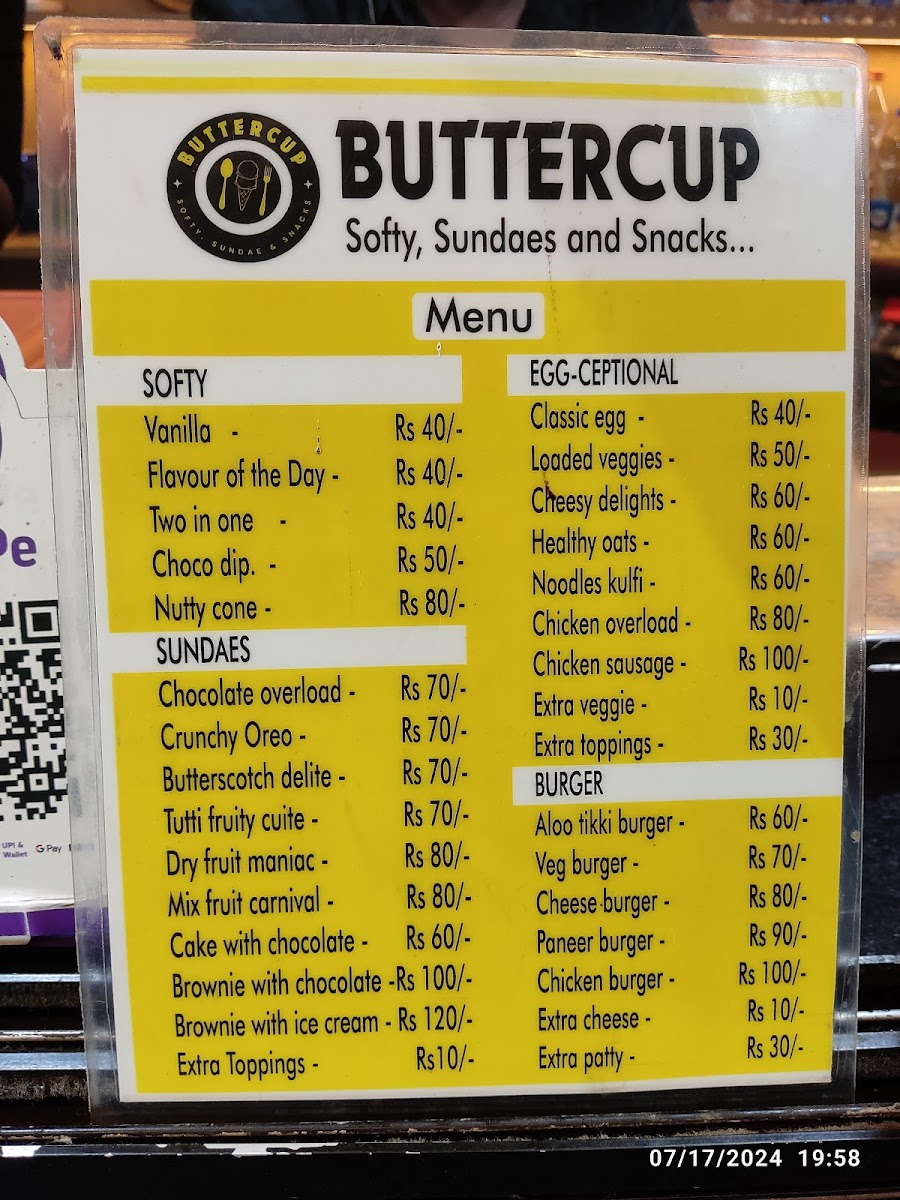 BUTTERCUP
SOFTY, SUNDAE & SNACKS
BUTTERCUP
Softy, Sundaes and Snacks...
Menu
SOFTY
Vanilla - Rs 40/-
Flavour of the Day - Rs 40/-
Two in one - Rs 40/-
Choco dip. - Rs 50/-
Nutty cone - Rs 80/-
SUNDAES
Chocolate overload - Rs 70/-
Crunchy Oreo - Rs 70/-
Butterscotch delite - Rs 70/-
Tutti fruity cuite - Rs 70/-
Dry fruit maniac - Rs 80/-
Mix fruit carnival - Rs 80/-
Cake with chocolate - Rs 60/-
Brownie with chocolate -Rs 100/-
Brownie with ice cream - Rs 120/-
Extra Toppings - Rs10/-
EGG-CEPTIONAL
Classic egg - Rs 40/-
Loaded veggies - Rs 50/-
Cheesy delights - Rs 60/-
Healthy oats - Rs 60/-
Noodles kulfi - Rs 60/-
Chicken overload - Rs 80/-
Chicken sausage - Rs 100/-
Extra veggie - Rs 10/-
Extra toppings - Rs 30/-
BURGER
Aloo tikki burger - Rs 60/-
Veg burger - Rs 70/-
Cheese burger - Rs 80/-
Paneer burger - Rs 90/-
Chicken burger - Rs 100/-
Extra cheese - Rs 10/-
Extra patty - Rs 30/-
Pe
UPI &
Wallet
G Pay
07/17/2024 19:58